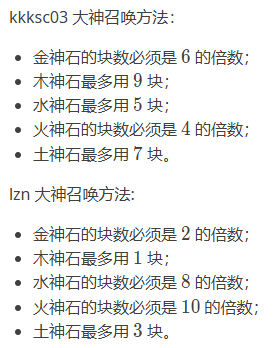 kkksc03 大神召唤方法：
• 金神石的块数必须是 6 的倍数；
• 木神石最多用 9 块；
• 水神石最多用 5 块；
• 火神石的块数必须是 4 的倍数；
• 土神石最多用 7 块。
lzn 大神召唤方法:
• 金神石的块数必须是 2 的倍数；
• 木神石最多用 1 块；
• 水神石的块数必须是 8 的倍数；
• 火神石的块数必须是 10 的倍数；
• 土神石最多用 3 块。